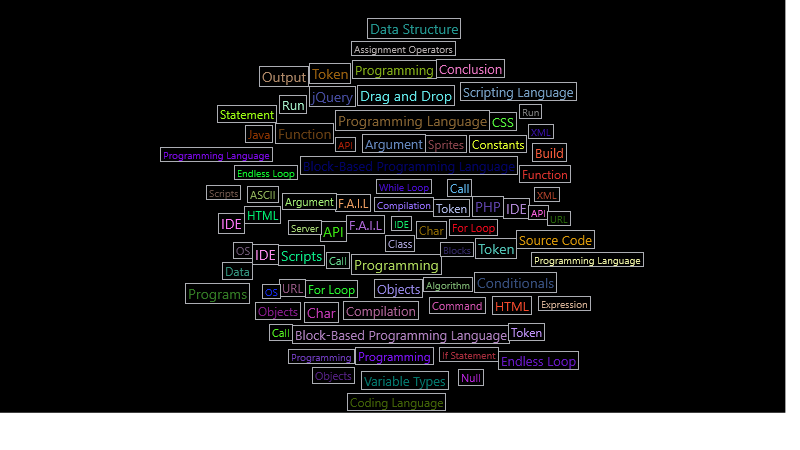 Data Structure
Assignment Operators
Output Token Programming Conclusion
jQuery Drag and Drop Scripting Language
Statement Run Programming Language CSS Run
Java Function API Argument Sprites Constants XML
Programming Language Block-Based Programming Language Build
Endless Loop While Loop Call Function
Scripts ASCII Argument F.A.I.L Compilation Token PHP IDE API XML
IDE HTML Server API F.A.I.L IDE Char For Loop URL
OS IDE Scripts Call Class Blocks Token Source Code
Data Programming Programming Language
Programs OS URL For Loop Objects Algorithm Conditionals
Objects Char Compilation Command HTML Expression
Call Block-Based Programming Language Token
Programming Programming If Statement Endless Loop
Objects Variable Types Null
Coding Language